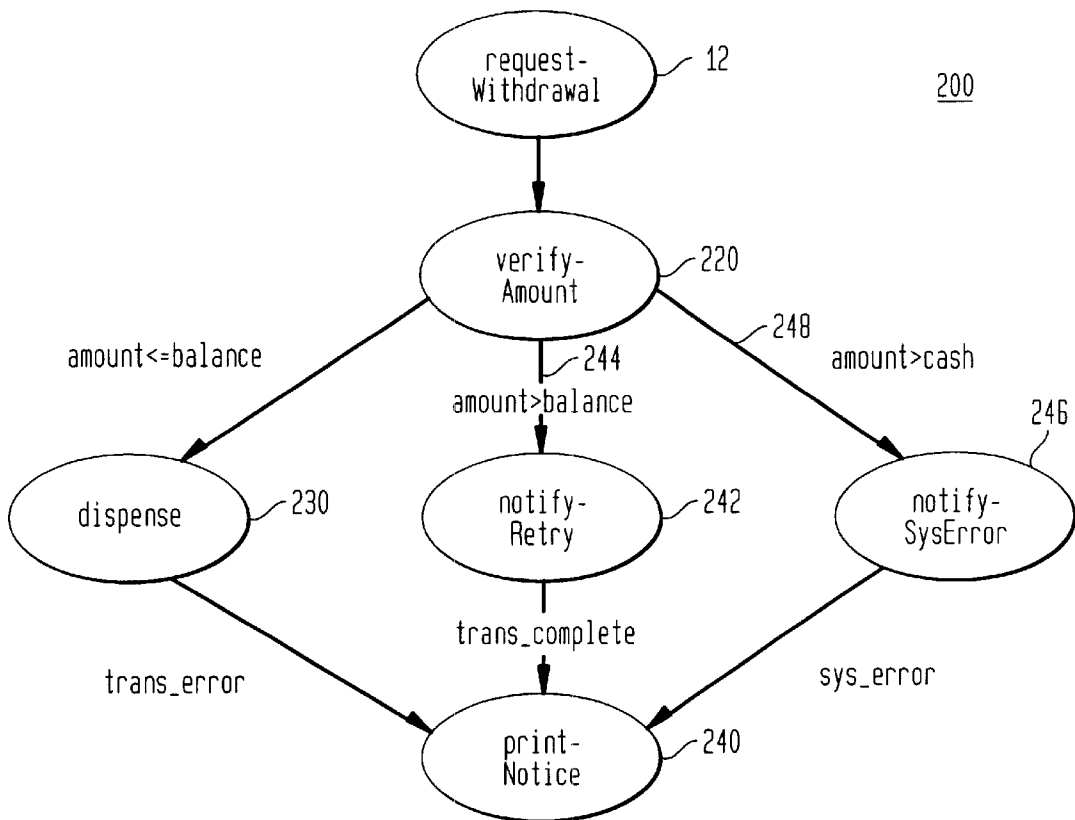 request-
Withdrawal
12
200
verify-
Amount
220
248
amount<=balance
244
amount>cash
amount>balance
246
dispense
230
notify-
Retry
242
notify-
SysError
trans_complete
trans_error
sys_error
print-
Notice
240